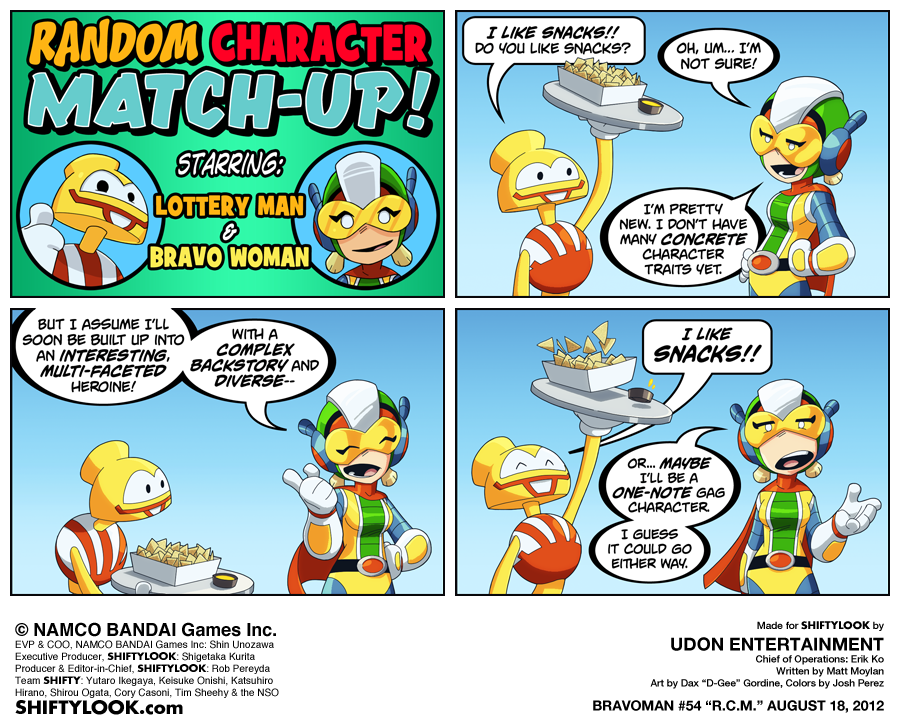 RANDOM CHARACTER
MATCH-UP!
STARRING:
LOTTERY MAN
&
BRAVO WOMAN
I LIKE SNACKS!!
DO YOU LIKE SNACKS?
OH, UM... I'M
NOT SURE!
I'M PRETTY
NEW. I DON'T HAVE
MANY CONCRETE
CHARACTER
TRAITS YET.
BUT I ASSUME I'LL
SOON BE BUILT UP INTO
AN INTERESTING,
MULTI-FACETED
HEROINE!
WITH A
COMPLEX
BACKSTORY AND
DIVERSE--
I LIKE
SNACKS!!
OR... MAYBE
I'LL BE A
ONE-NOTE GAG
CHARACTER.
I GUESS
IT COULD GO
EITHER WAY.
© NAMCO BANDAI Games Inc.
EVP & COO, NAMCO BANDAI Games Inc: Shin Unozawa
Executive Producer, SHIFTYLOOK: Shigetaka Kurita
Producer & Editor-in-Chief, SHIFTYLOOK: Rob Pereyda
Team SHIFTY: Yutaro Ikegaya, Keisuke Onishi, Katsuhiro
Hirano, Shirou Ogata, Cory Casoni, Tim Sheehy & the NSO
SHIFTYLOOK.com
Made for SHIFTYLOOK by
UDON ENTERTAINMENT
Chief of Operations: Erik Ko
Written by Matt Moylan
Art by Dax "D-Gee" Gordine, Colors by Josh Perez
BRAVOMAN #54 "R.C.M." AUGUST 18, 2012